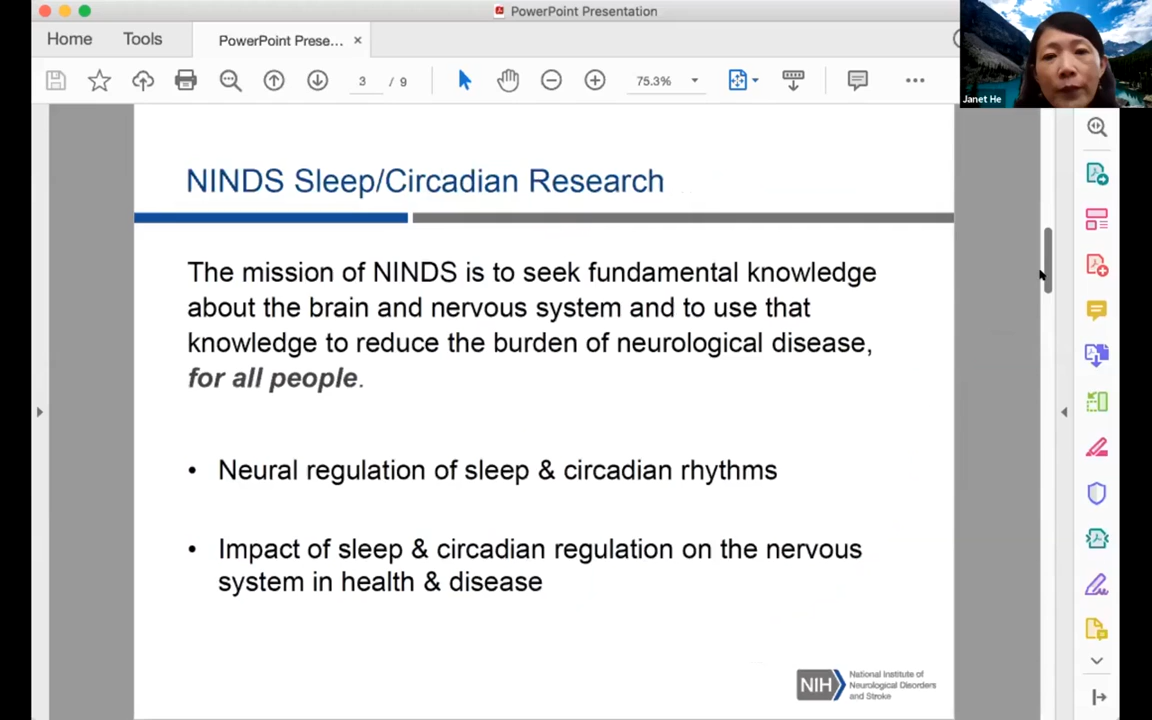 PowerPoint Presentation
Home
Tools
PowerPoint Prese...
3 / 9
75.3%
Janet He
NINDS Sleep/Circadian Research
The mission of NINDS is to seek fundamental knowledge
about the brain and nervous system and to use that
knowledge to reduce the burden of neurological disease,
for all people.
• Neural regulation of sleep & circadian rhythms
• Impact of sleep & circadian regulation on the nervous
system in health & disease
NIH
National Institute of
Neurological Disorders
and Stroke